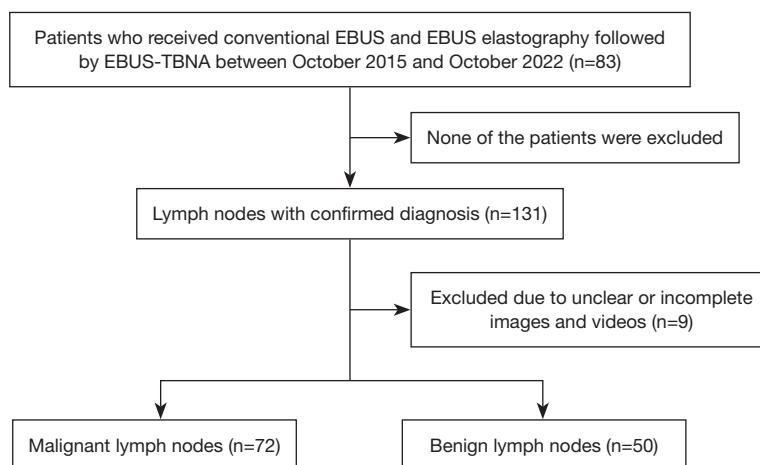 Patients who received conventional EBUS and EBUS elastography followed
by EBUS-TBNA between October 2015 and October 2022 (n=83)
None of the patients were excluded
Lymph nodes with confirmed diagnosis (n=131)
Excluded due to unclear or incomplete
images and videos (n=9)
Malignant lymph nodes (n=72)
Benign lymph nodes (n=50)